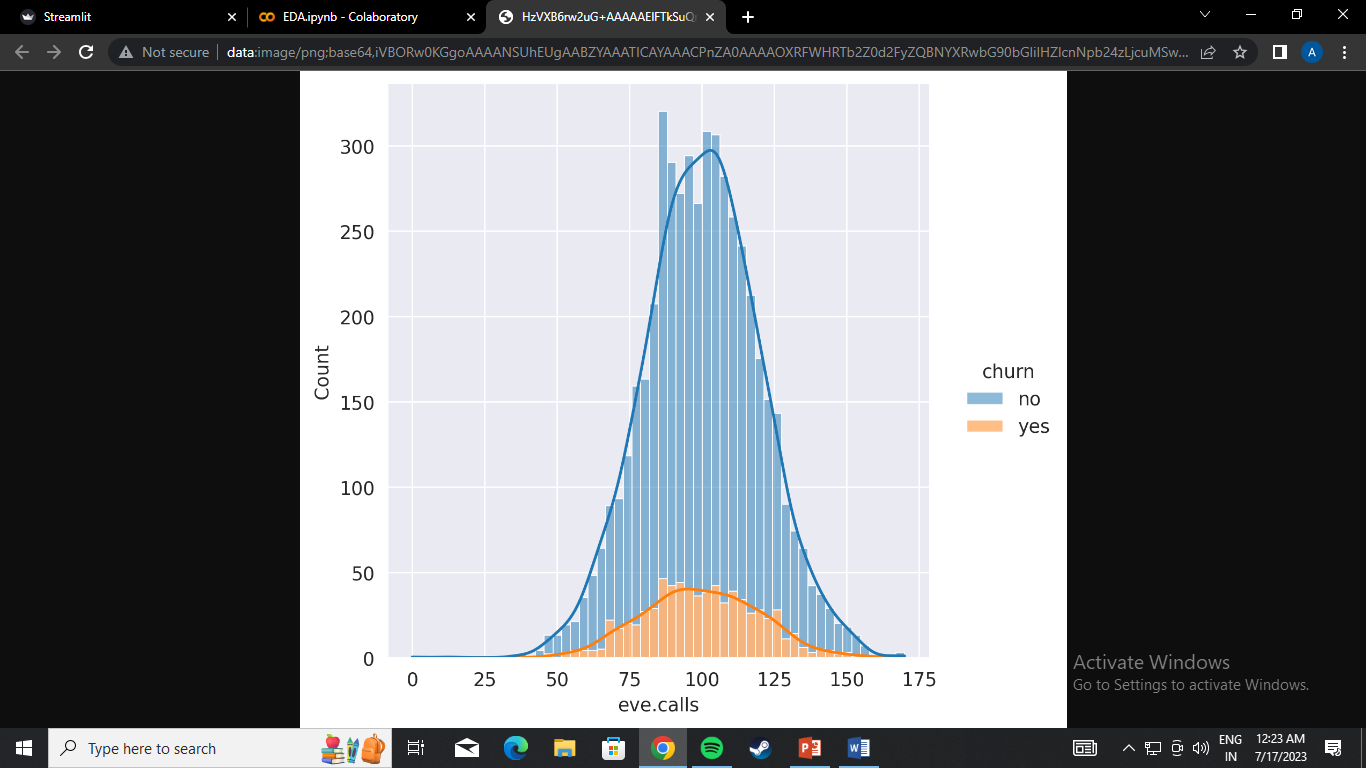 Streamlit
EDA.ipynb - Colaboratory
HzVXB6rw2uG+AAAAAElFTkSuQ
Not secure
data:image/png;base64,iVBORw0KGgoAAAANSUhEUgAABZYAAATICAYAAACPnZA0AAAAOXRFWHRTb2Z0d2FyZQBNYXRwbG90bGliIHZlcnNpb24zLjcuMSw...
A
300
250
200
150
100
50
0
Count
0 25 50 75 100 125 150 175
eve.calls
churn
no
yes
Activate Windows
Go to Settings to activate Windows.
Type here to search
ENG
IN
12:23 AM
7/17/2023